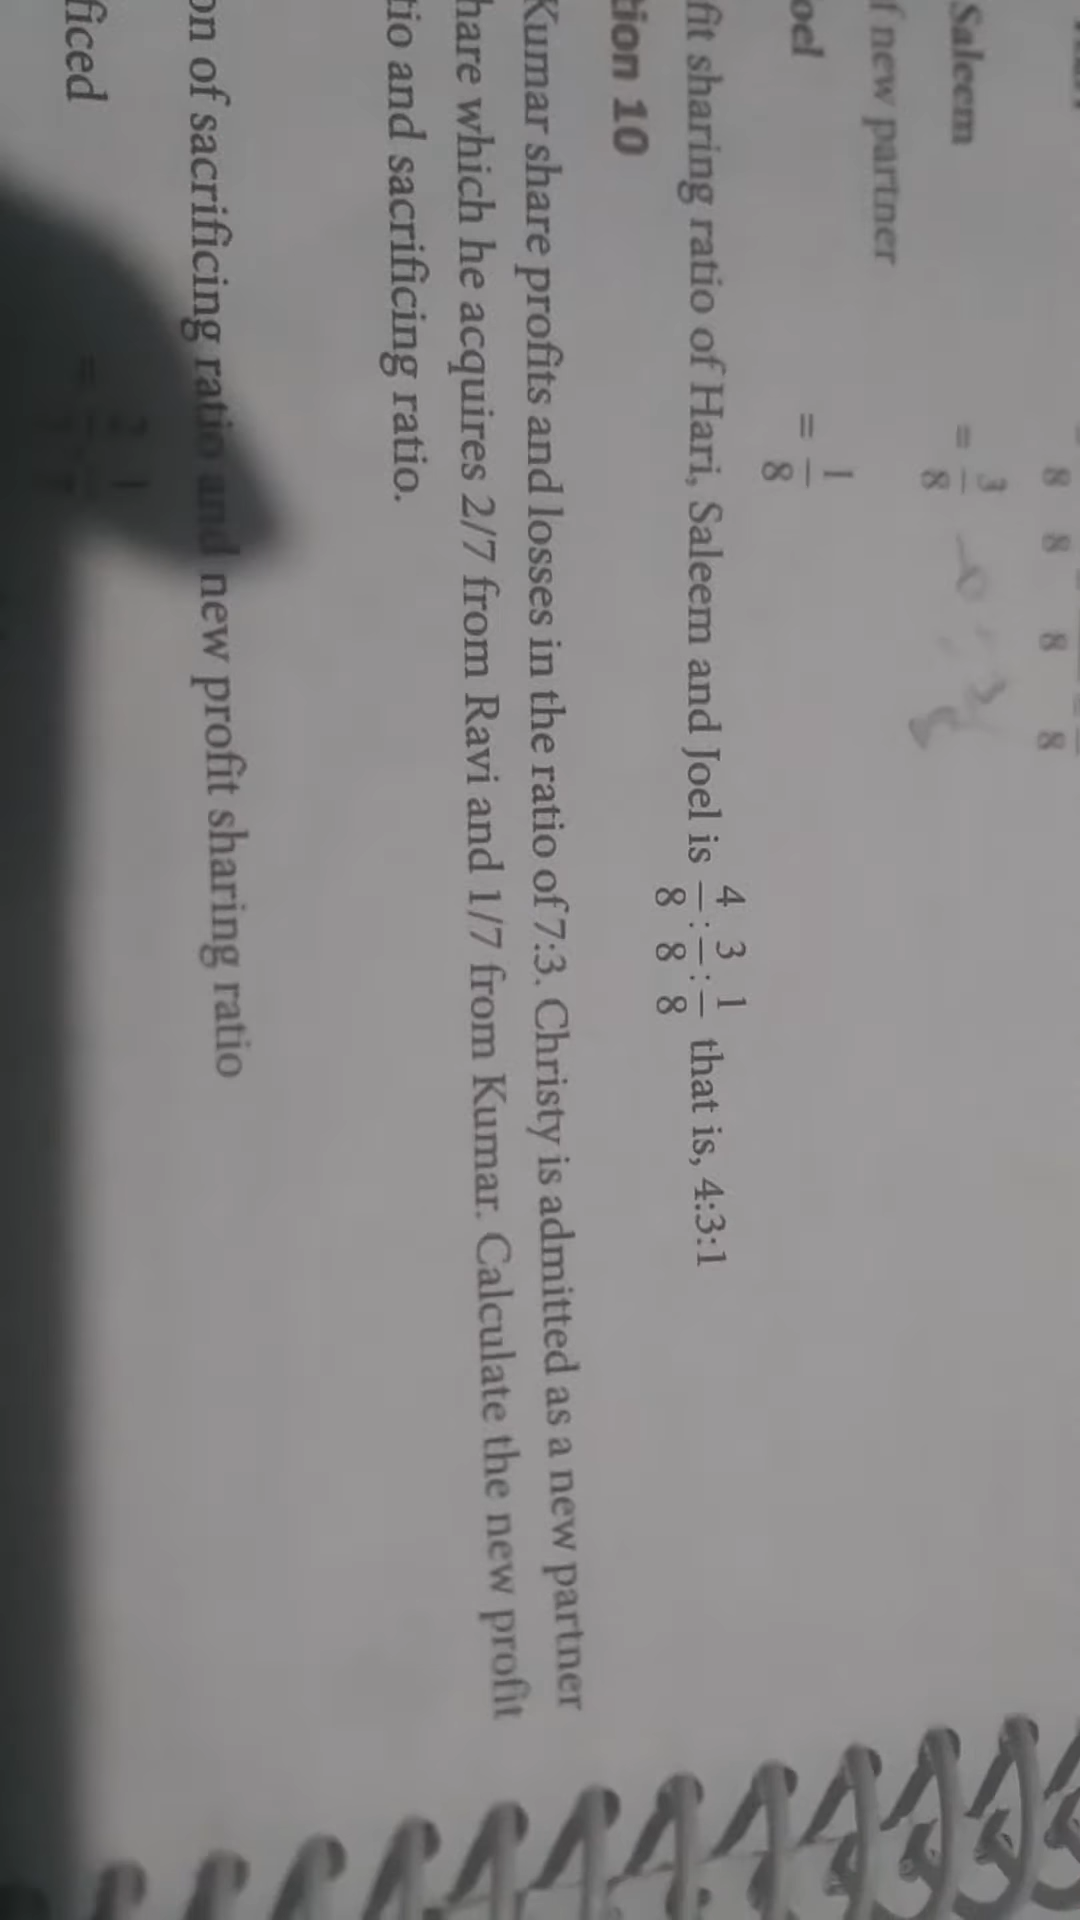 Saleem = 3/8
f new partner
oel = 1/8
fit sharing ratio of Hari, Saleem and Joel is 4/8 : 3/8 : 1/8 that is, 4:3:1
tion 10
Kumar share profits and losses in the ratio of 7:3. Christy is admitted as a new partner
hare which he acquires 2/7 from Ravi and 1/7 from Kumar. Calculate the new profit
tio and sacrificing ratio.
on of sacrificing ratio and new profit sharing ratio
ficed